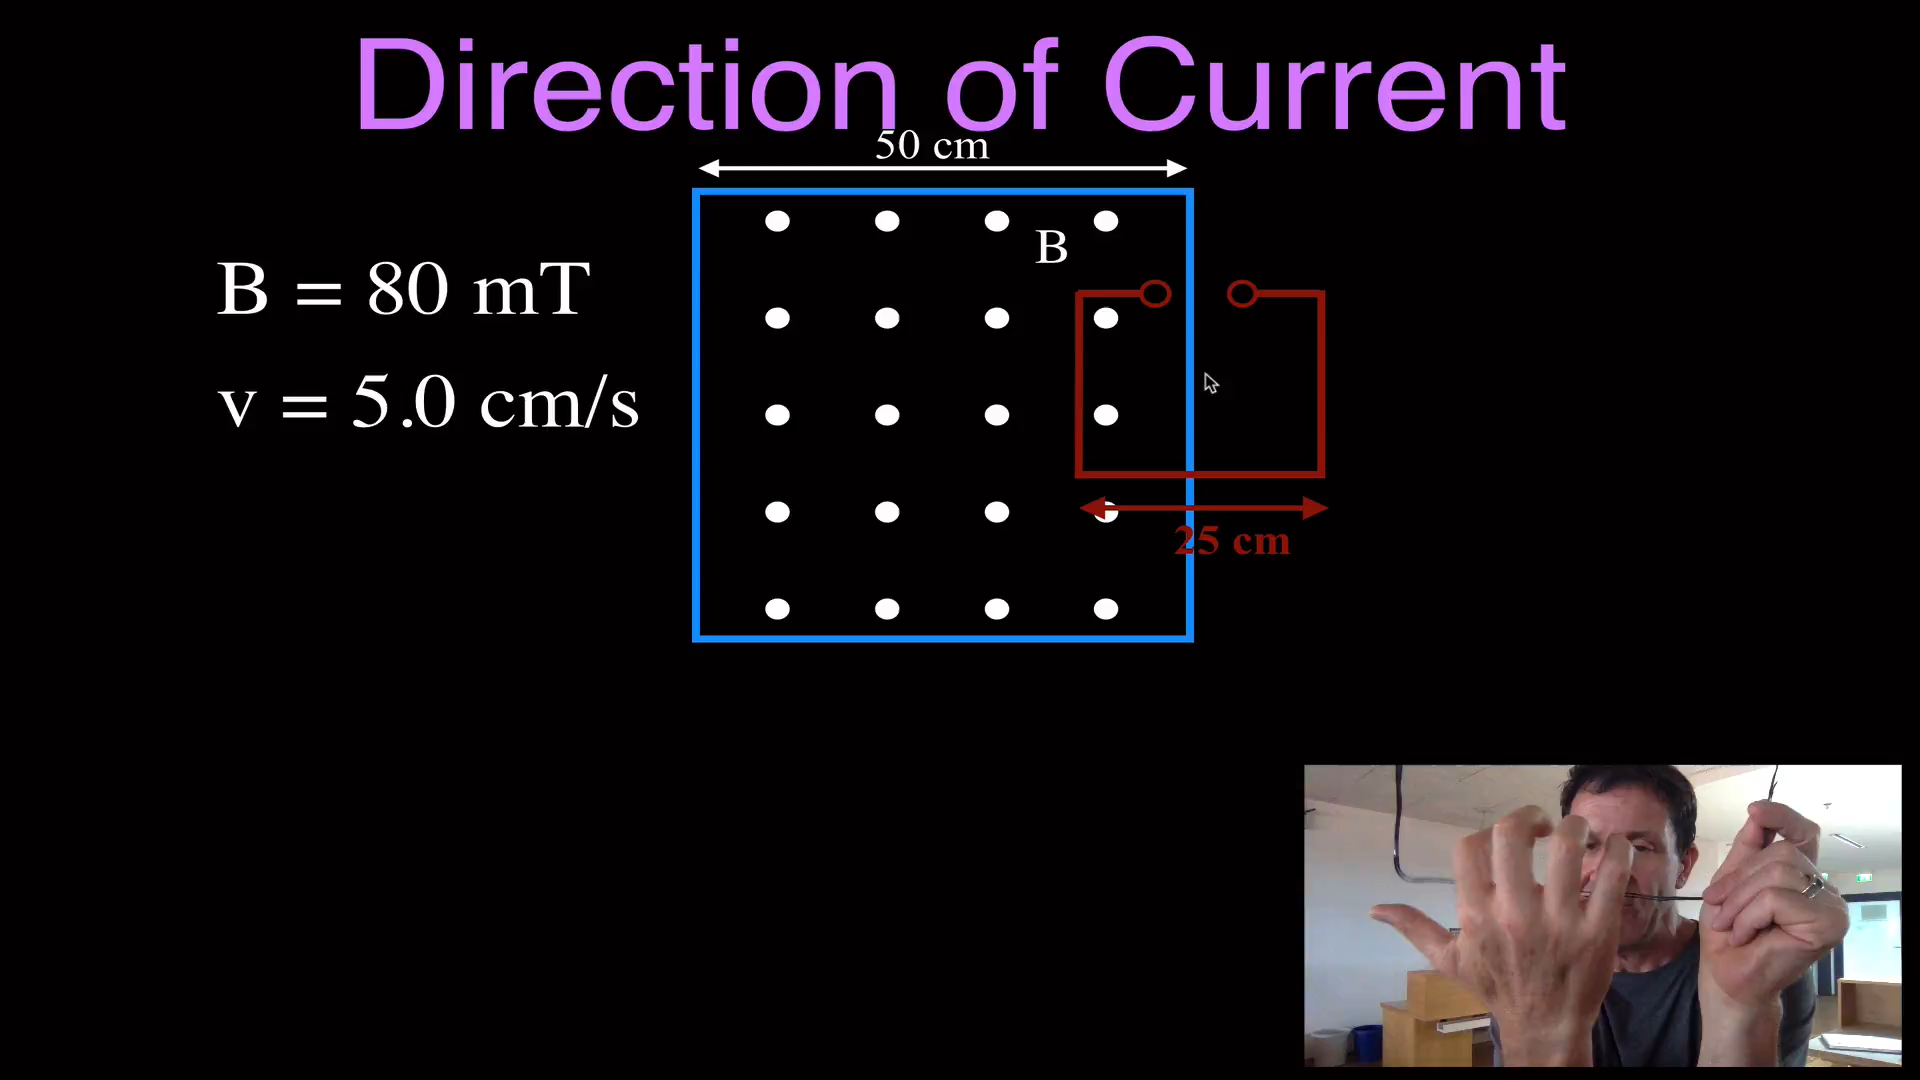 Direction of Current
50 cm
B
B = 80 mT
v = 5.0 cm/s
25 cm